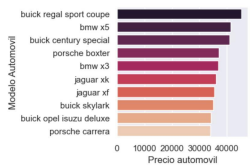 Modelo Automovil
buick regal sport coupe
bmw x5
buick century special
porsche boxter
bmw x3
jaguar xk
jaguar xf
buick skylark
buick opel isuzu deluxe
porsche carrera
0 10000 20000 30000 40000
Precio automovil